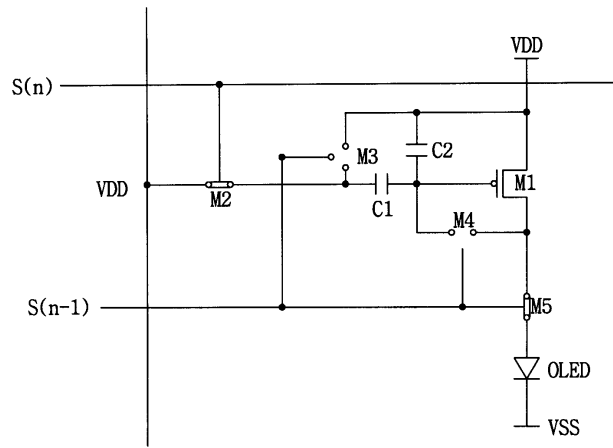 VDD
S(n)
M3
C2
VDD
M2
C1
M1
M4
S(n-1)
M5
OLED
VSS